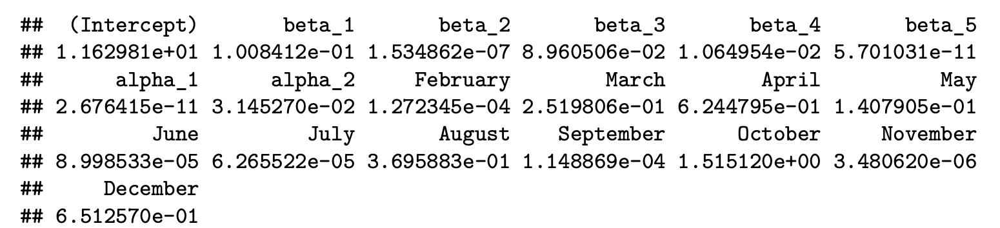 ##  (Intercept)       beta_1       beta_2       beta_3       beta_4       beta_5
## 1.162981e+01 1.008412e-01 1.534862e-07 8.960506e-02 1.064954e-02 5.701031e-11
##      alpha_1      alpha_2     February        March        April          May
## 2.676415e-11 3.145270e-02 1.272345e-04 2.519806e-01 6.244795e-01 1.407905e-01
##         June         July       August    September      October     November
## 8.998533e-05 6.265522e-05 3.695883e-01 1.148869e-04 1.515120e+00 3.480620e-06
##     December
## 6.512570e-01